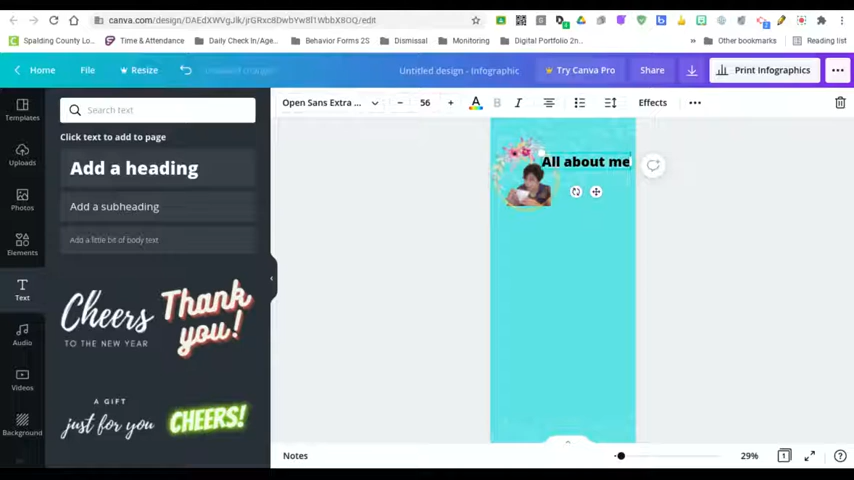 canva.com/design/DAEdXWVgJlk/jtGRxc8DwbYw8l1WbbX8OQ/edit
Spalding County Lo...
Time & Attendance
Daily Check In/Age...
Behavior Forms 2S
Dismissal
Monitoring
Digital Portfolio 2n...
»
Other bookmarks
Reading list
Home
File
Resize
Unsaved changes
Untitled design - Infographic
Try Canva Pro
Share
Print Infographics
Templates
Uploads
Photos
Elements
Text
Audio
Videos
Background
Search text
Click text to add to page
Add a heading
Add a subheading
Add a little bit of body text
Cheers
TO THE NEW YEAR
Thank
you!
A GIFT
just for you
CHEERS!
Open Sans Extra ...
56
A
B
I
Effects
All about me
Notes
29%
1